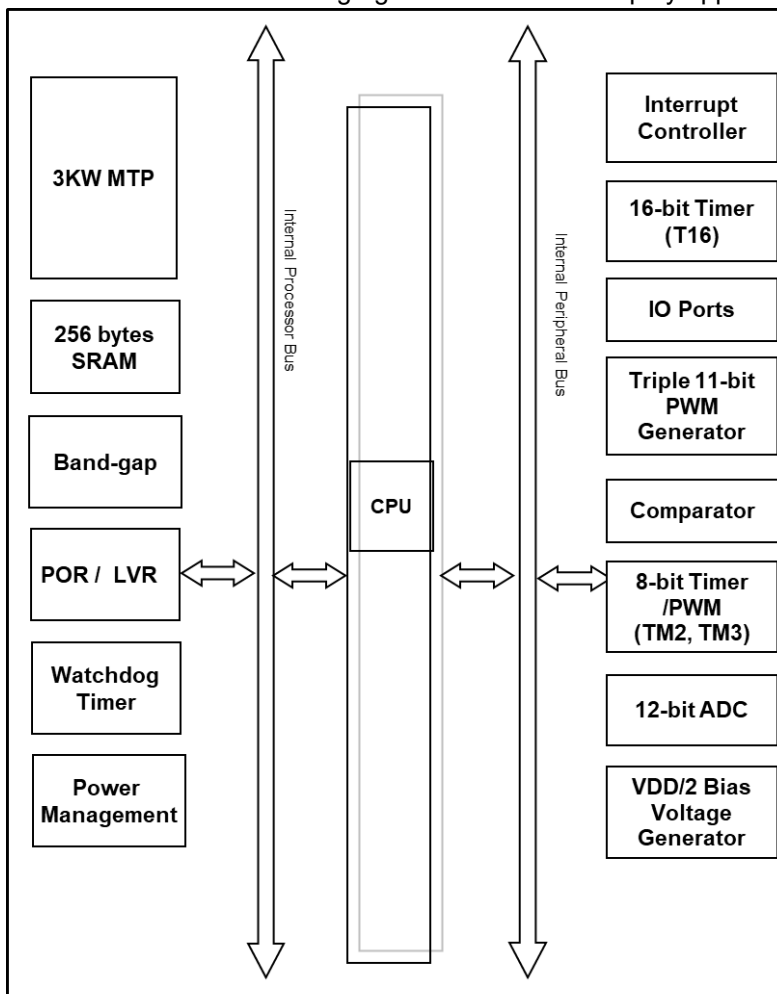 3KW MTP
256 bytes
SRAM
Band-gap
POR / LVR
Watchdog
Timer
Power
Management
Internal Processor Bus
CPU
Internal Peripheral Bus
Interrupt
Controller
16-bit Timer
(T16)
IO Ports
Triple 11-bit
PWM
Generator
Comparator
8-bit Timer
/PWM
(TM2, TM3)
12-bit ADC
VDD/2 Bias
Voltage
Generator